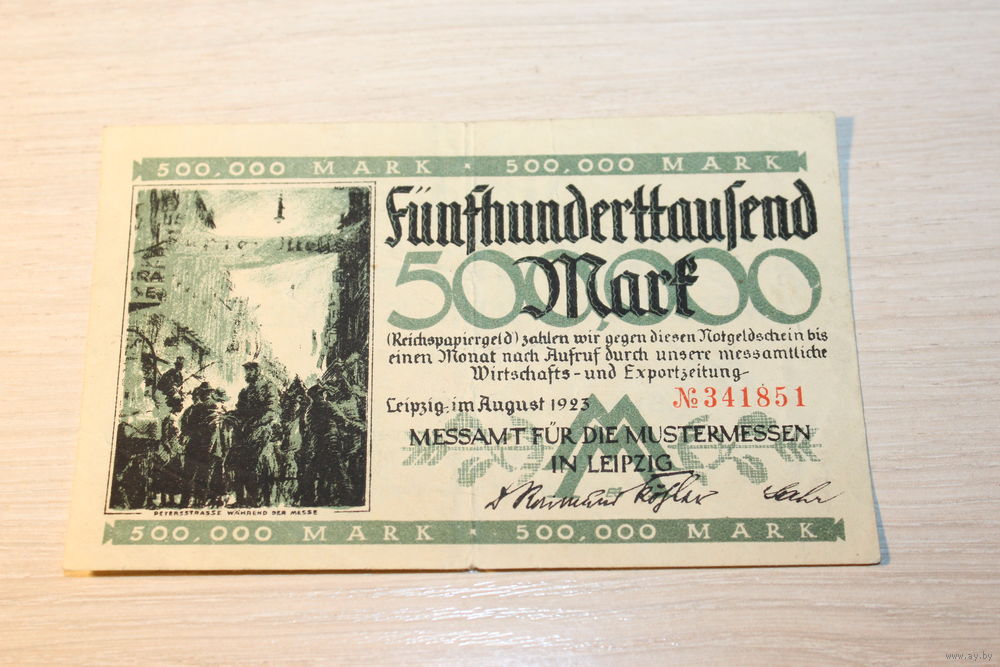 500,000 MARK · 500,000 MARK
Fünfhunderttausend
500,000
Mark
(Reichspapiergeld) zahlen wir gegen diesen Notgeldschein bis
einen Monat nach Aufruf durch unsere messamtliche
Wirtschafts- und Exportzeitung
Leipzig, im August 1923
№ 341851
MESSAMT FÜR DIE MUSTERMESSEN
IN LEIPZIG
PETERSSTRASSE WÄHREND DER MESSE
500,000 MARK · 500,000 MARK
www.ay.by